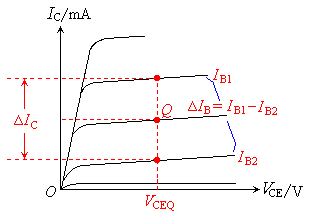 I_C/mA
I_B1
ΔI_C
Q
ΔI_B= I_B1−I_B2
I_B2
O
V_CEQ
V_CE/V